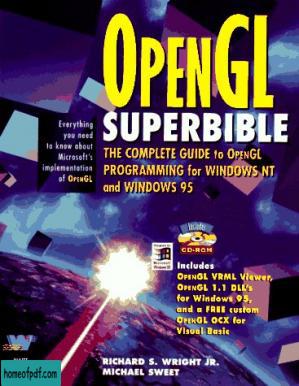 OPENGL
SUPERBIBLE
Everything
you need
to know about
Microsoft's
implementation
of OPENGL
THE COMPLETE GUIDE to OPENGL
PROGRAMMING for WINDOWS NT
and WINDOWS 95
Includes
CD-ROM
Includes
OPENGL VRML VIEWER,
OPENGL 1.1 DLL's
for WINDOWS 95,
and a FREE custom
OPENGL OCX for
VISUAL BASIC
RICHARD S. WRIGHT JR.
MICHAEL SWEET
homeofpdf.com